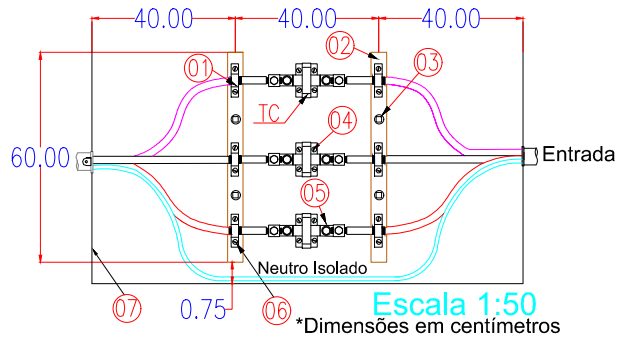 40.00 40.00 40.00
02
01 03
TC
04
60.00
Entrada
05
Neutro Isolado
07 0.75 06
Escala 1:50
*Dimensões em centímetros